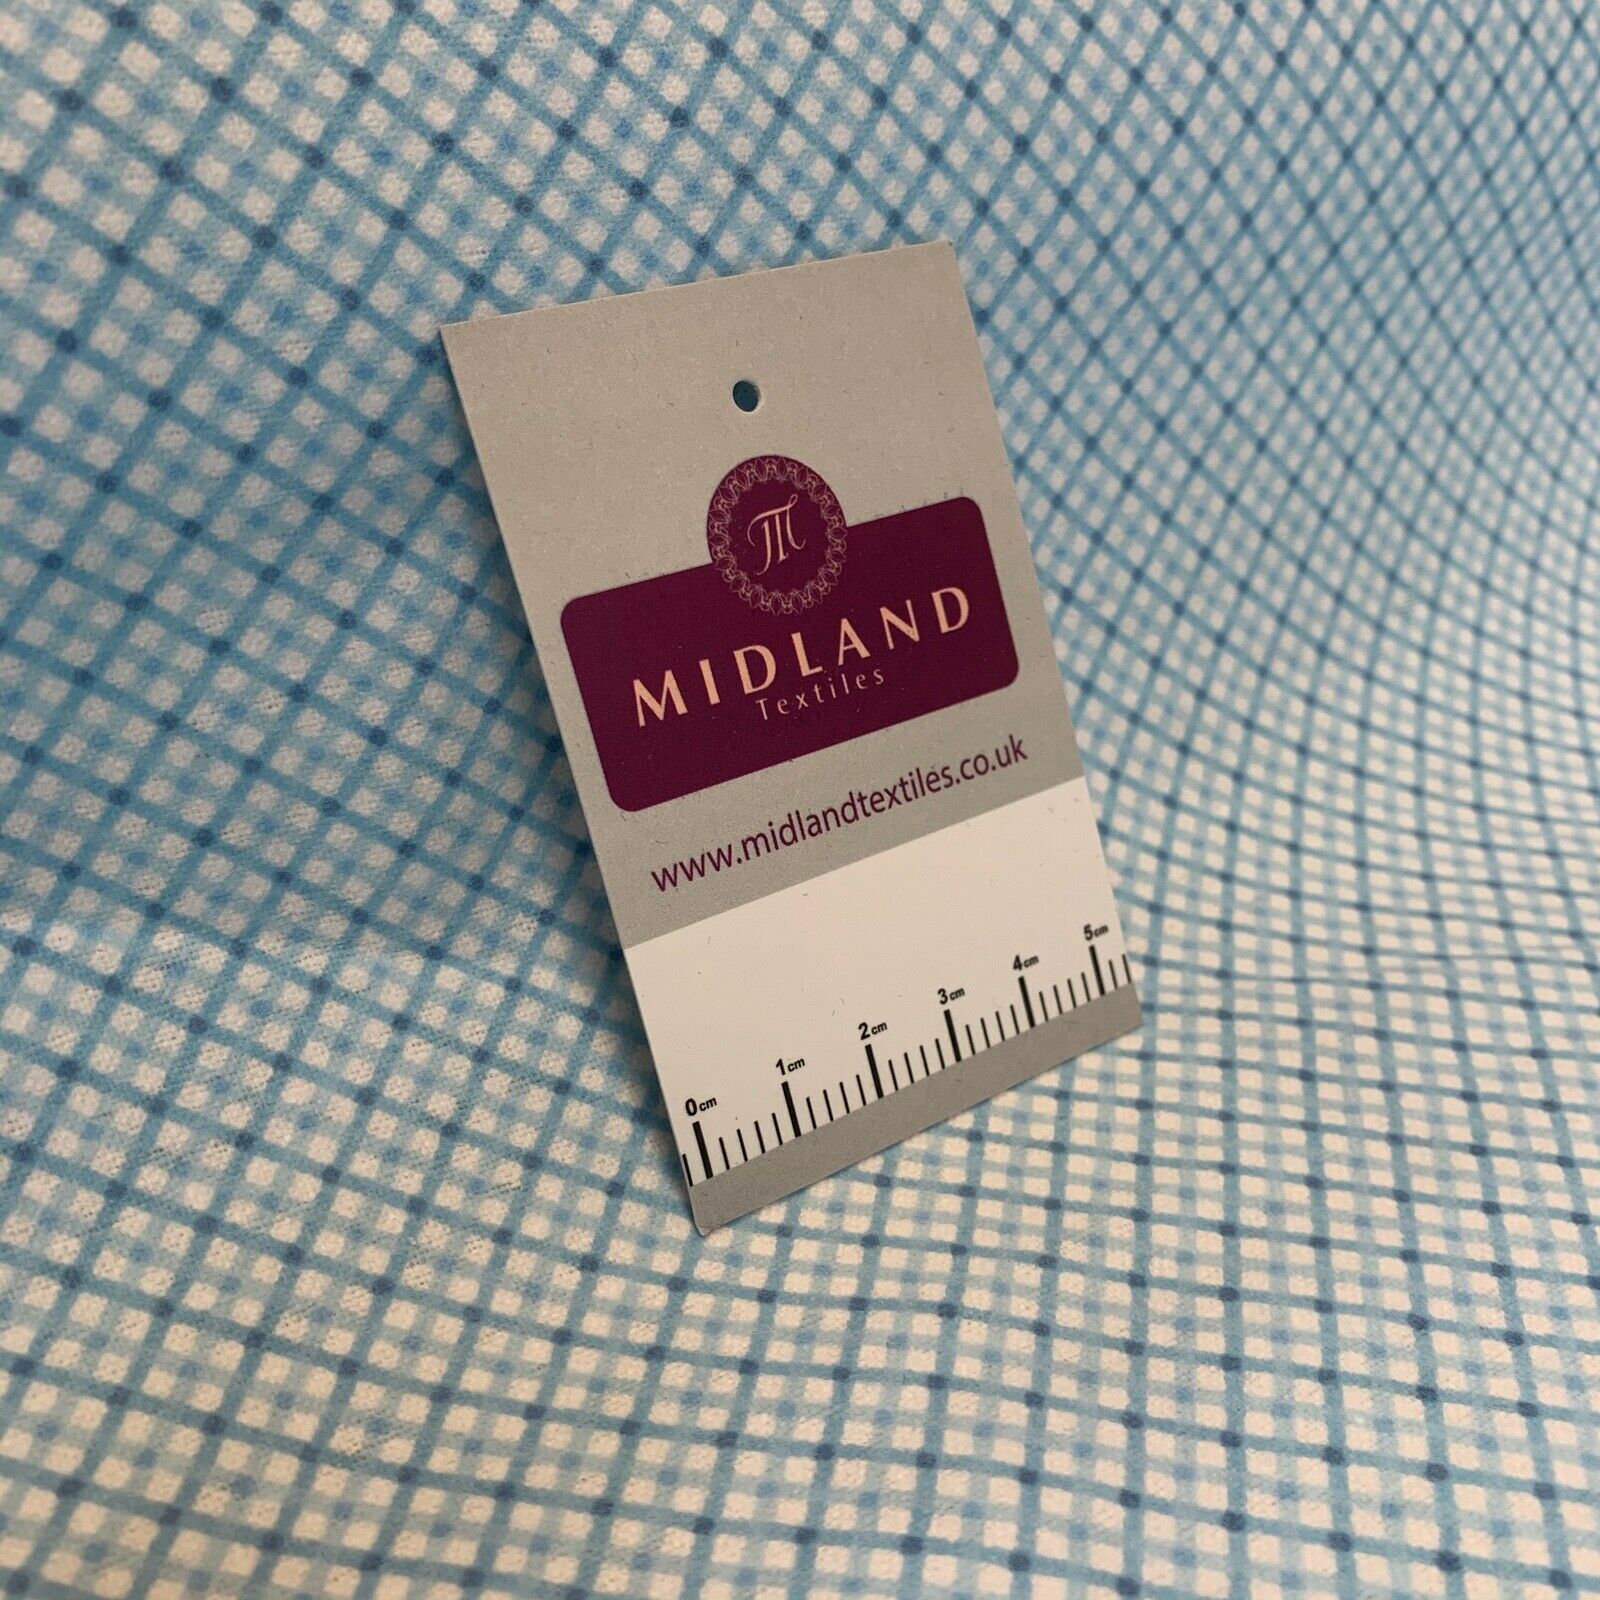 M
MIDLAND
Textiles
www.midlandtextiles.co.uk
0cm 1cm 2cm 3cm 4cm 5cm